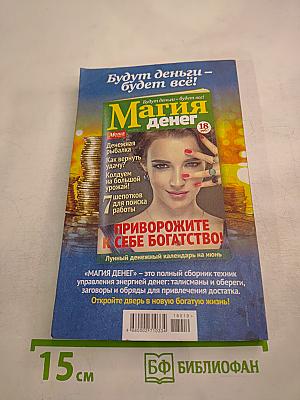 Будут деньги –
будет всё!
Будут деньги - будет все!
Магия
денег
18
Денежная
рыбалка
Как вернуть
удачу?
Колдуем
на большой
урожай!
7 шепотков
для поиска
работы
ПРИВОРОЖИТЕ
К СЕБЕ БОГАТСТВО!
Лунный денежный календарь на июнь
«МАГИЯ ДЕНЕГ» – это полный сборник техник
управления энергией денег: талисманы и обереги,
заговоры и обряды для привлечения достатка.
Откройте дверь в новую богатую жизнь!
15 см
БФ БИБЛИОФАН